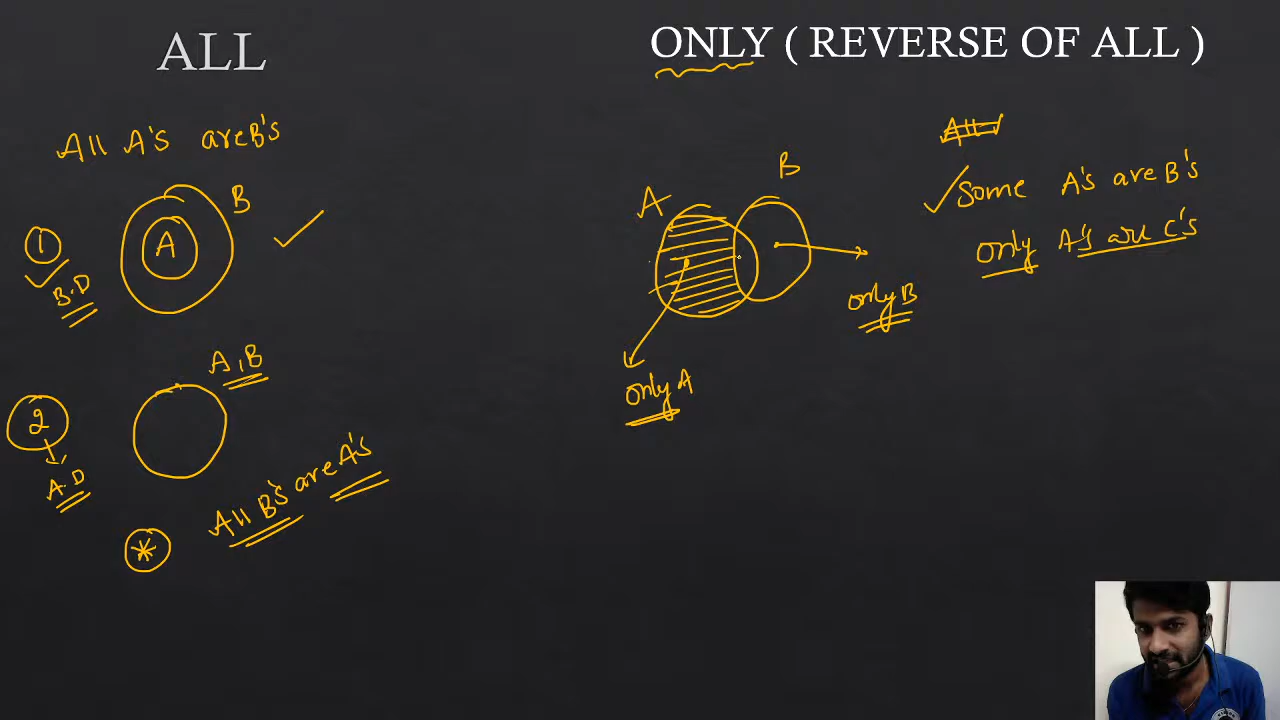 ALL
All A's are B's
1
B.D
A
B
2
A.D
A,B
* All B's are A's
ONLY ( REVERSE OF ALL )
A
B
only A
only B
All
Some A's are B's
only A's are C's